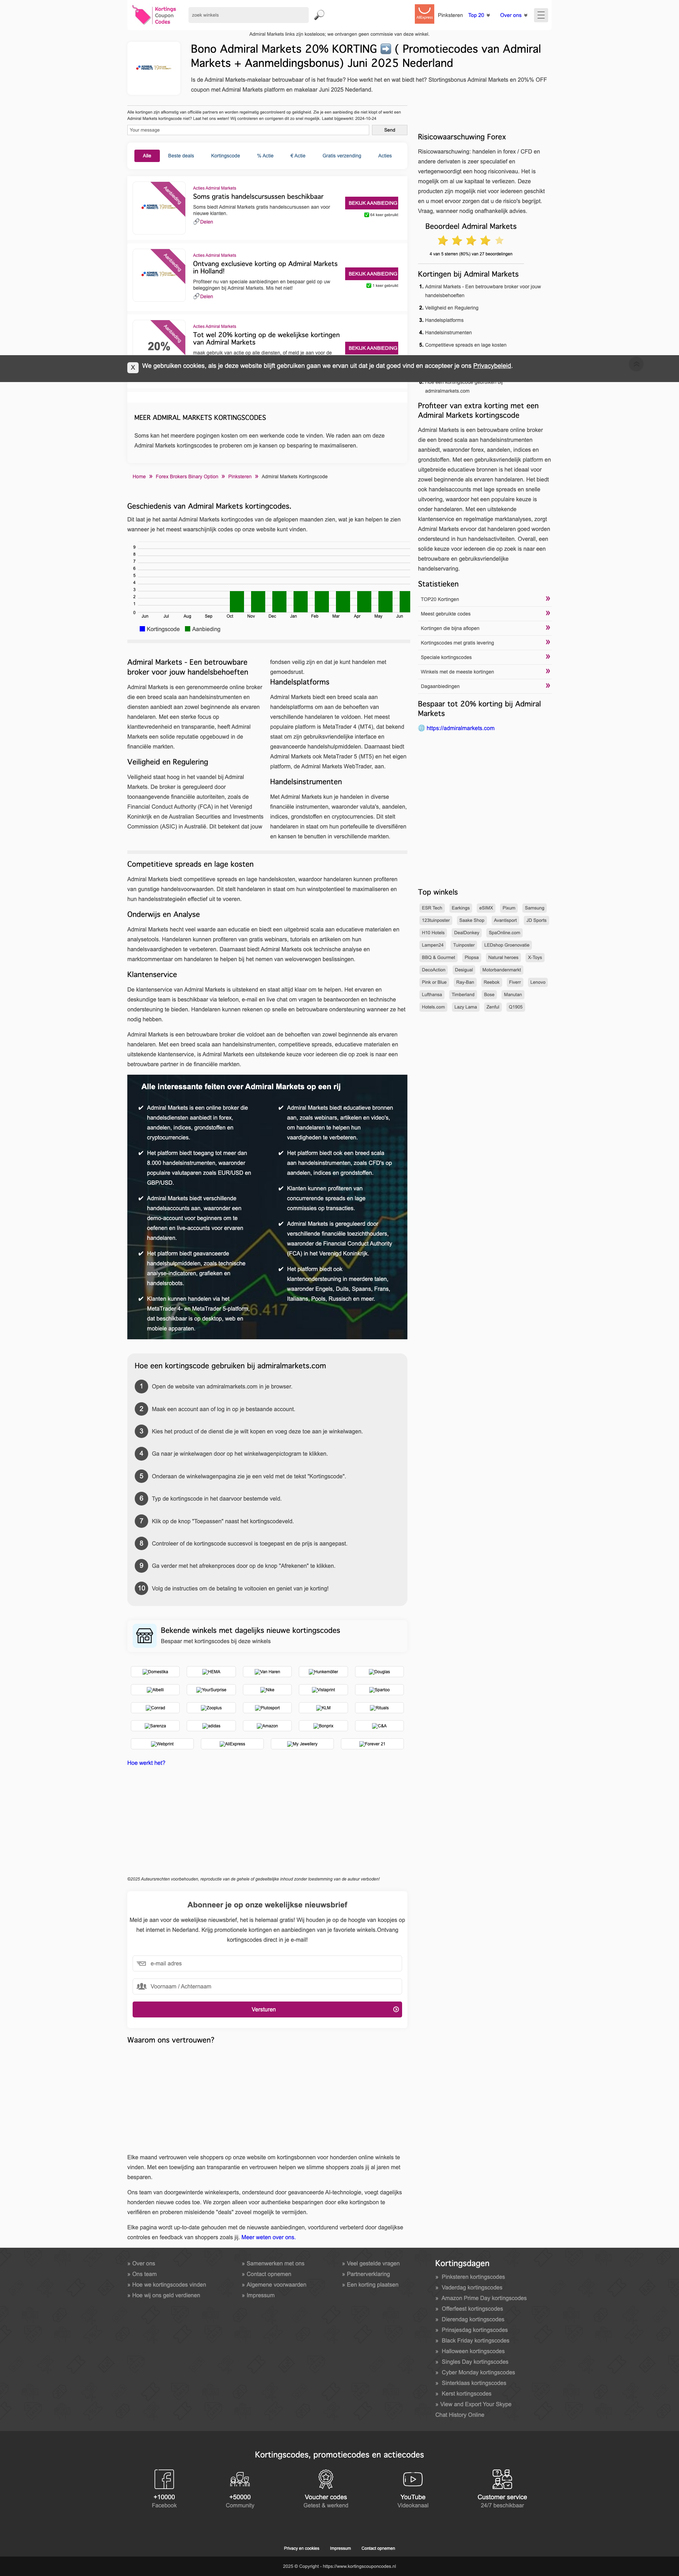 Kortings
Coupon
Codes
zoek winkels
AliExpress
Pinksteren
Top 20
Over ons
Admiral Markets links zijn kosteloos; we ontvangen geen commissie van deze winkel.
Bono Admiral Markets 20% KORTING ➡️ ( Promotiecodes van Admiral
Markets + Aanmeldingsbonus) Juni 2025 Nederland
Is de Admiral Markets-makelaar betrouwbaar of is het fraude? Hoe werkt het en wat biedt het? Stortingsbonus Admiral Markets en 20%% OFF
coupon met Admiral Markets platform en makelaar Juni 2025 Nederland.
Alle kortingen zijn afkomstig van officiële partners en worden regelmatig gecontroleerd op geldigheid. Zie je een aanbieding die niet klopt of werkt een
Admiral Markets kortingscode niet? Laat het ons weten! Wij controleren en corrigeren dit zo snel mogelijk. Laatst bijgewerkt: 2024-10-24
Your message
Send
Alle
Beste deals
Kortingscode
% Actie
€ Actie
Gratis verzending
Acties
Aanbieding
Acties Admiral Markets
Soms gratis handelscursussen beschikbaar
Soms biedt Admiral Markets gratis handelscursussen aan voor
nieuwe klanten.
Delen
BEKIJK AANBIEDING
64 keer gebruikt
Aanbieding
Acties Admiral Markets
Ontvang exclusieve korting op Admiral Markets
in Holland!
Profiteer nu van speciale aanbiedingen en bespaar geld op uw
beleggingen bij Admiral Markets. Mis het niet!
Delen
BEKIJK AANBIEDING
1 keer gebruikt
Aanbieding
20%
Acties Admiral Markets
Tot wel 20% korting op de wekelijkse kortingen
van Admiral Markets
maak gebruik van actie op alle diensten, of meld je aan voor de
BEKIJK AANBIEDING
X
We gebruiken cookies, als je deze website blijft gebruiken gaan we ervan uit dat je dat goed vind en accepteer je ons Privacybeleid.
MEER ADMIRAL MARKETS KORTINGSCODES
Soms kan het meerdere pogingen kosten om een werkende code te vinden. We raden aan om deze
Admiral Markets kortingscodes te proberen om je kansen op besparing te maximaliseren.
Home » Forex Brokers Binary Option » Pinksteren » Admiral Markets Kortingscode
Geschiedenis van Admiral Markets kortingcodes.
Dit laat je het aantal Admiral Markets kortingcodes van de afgelopen maanden zien, wat je kan helpen te zien
wanneer je het meest waarschijnlijk codes op onze website kunt vinden.
9
8
7
6
5
4
3
2
1
0
Jun Jul Aug Sep Oct Nov Dec Jan Feb Mar Apr May Jun
Kortingscode Aanbieding
Admiral Markets - Een betrouwbare
broker voor jouw handelsbehoeften
Admiral Markets is een gerenommeerde online broker
die een breed scala aan handelsinstrumenten en
diensten aanbiedt aan zowel beginnende als ervaren
handelaren. Met een sterke focus op
klanttevredenheid en transparantie, heeft Admiral
Markets een solide reputatie opgebouwd in de
financiële markten.
Veiligheid en Regulering
Veiligheid staat hoog in het vaandel bij Admiral
Markets. De broker is gereguleerd door
toonaangevende financiële autoriteiten, zoals de
Financial Conduct Authority (FCA) in het Verenigd
Koninkrijk en de Australian Securities and Investments
Commission (ASIC) in Australië. Dit betekent dat jouw
fondsen veilig zijn en dat je kunt handelen met
gemoedsrust.
Handelsplatforms
Admiral Markets biedt een breed scala aan
handelsplatforms om aan de behoeften van
verschillende handelaren te voldoen. Het meest
populaire platform is MetaTrader 4 (MT4), dat bekend
staat om zijn gebruiksvriendelijke interface en
geavanceerde handelshulpmiddelen. Daarnaast biedt
Admiral Markets ook MetaTrader 5 (MT5) en het eigen
platform, de Admiral Markets WebTrader, aan.
Handelsinstrumenten
Met Admiral Markets kun je handelen in diverse
financiële instrumenten, waaronder valuta's, aandelen,
indices, grondstoffen en cryptocurrencies. Dit stelt
handelaren in staat om hun portefeuille te diversifiëren
en kansen te benutten in verschillende markten.
Competitieve spreads en lage kosten
Admiral Markets biedt competitieve spreads en lage handelskosten, waardoor handelaren kunnen profiteren
van gunstige handelsvoorwaarden. Dit stelt handelaren in staat om hun winstpotentieel te maximaliseren en
hun handelsstrategieën effectief uit te voeren.
Onderwijs en Analyse
Admiral Markets hecht veel waarde aan educatie en biedt een uitgebreid scala aan educatieve materialen en
analysetools. Handelaren kunnen profiteren van gratis webinars, tutorials en artikelen om hun
handelsvaardigheden te verbeteren. Daarnaast biedt Admiral Markets ook technische analyse en
marktcommentaar om handelaren te helpen bij het nemen van weloverwogen beslissingen.
Klantenservice
De klantenservice van Admiral Markets is uitstekend en staat altijd klaar om klanten te helpen. Het ervaren en
deskundige team is beschikbaar via telefoon, e-mail en live chat om vragen te beantwoorden en technische
ondersteuning te bieden. Handelaren kunnen rekenen op snelle en betrouwbare ondersteuning wanneer ze het
nodig hebben.
Admiral Markets is een betrouwbare broker die voldoet aan de behoeften van zowel beginnende als ervaren
handelaren. Met een breed scala aan handelsinstrumenten, competitieve spreads, educatieve materialen en
uitstekende klantenservice, is Admiral Markets een uitstekende keuze voor iedereen die op zoek is naar een
betrouwbare partner in de financiële markten.
Alle interessante feiten over Admiral Markets op een rij
✔ Admiral Markets is een online broker die
handelsdiensten aanbiedt in forex,
aandelen, indices, grondstoffen en
cryptocurrencies.
✔ Het platform biedt toegang tot meer dan
8.000 handelsinstrumenten, waaronder
populaire valutaparen zoals EUR/USD en
GBP/USD.
✔ Admiral Markets biedt verschillende
handelsaccounts aan, waaronder een
demo-account voor beginners om te
oefenen en live-accounts voor ervaren
handelaren.
✔ Het platform biedt geavanceerde
handelshulpmiddelen, zoals technische
analyse-indicatoren, grafieken en
handelsrobots.
✔ Klanten kunnen handelen via het
MetaTrader 4- en MetaTrader 5-platform,
dat beschikbaar is op desktop, web en
mobiele apparaten.
✔ Admiral Markets biedt educatieve bronnen
aan, zoals webinars, artikelen en video's,
om handelaren te helpen hun
vaardigheden te verbeteren.
✔ Het platform biedt ook een breed scala
aan handelsinstrumenten, zoals CFD's op
aandelen, indices en grondstoffen.
✔ Klanten kunnen profiteren van
concurrerende spreads en lage
commissies op transacties.
✔ Admiral Markets is gereguleerd door
verschillende financiële toezichthouders,
waaronder de Financial Conduct Authority
(FCA) in het Verenigd Koninkrijk.
✔ Het platform biedt ook
klantenondersteuning in meerdere talen,
waaronder Engels, Duits, Spaans, Frans,
Italiaans, Pools, Russisch en meer.
26.417
Hoe een kortingscode gebruiken bij admiralmarkets.com
1 Open de website van admiralmarkets.com in je browser.
2 Maak een account aan of log in op je bestaande account.
3 Kies het product of de dienst die je wilt kopen en voeg deze toe aan je winkelwagen.
4 Ga naar je winkelwagen door op het winkelwagenpictogram te klikken.
5 Onderaan de winkelwagenpagina zie je een veld met de tekst "Kortingscode".
6 Typ de kortingscode in het daarvoor bestemde veld.
7 Klik op de knop "Toepassen" naast het kortingscodeveld.
8 Controleer of de kortingscode succesvol is toegepast en de prijs is aangepast.
9 Ga verder met het afrekenproces door op de knop "Afrekenen" te klikken.
10 Volg de instructies om de betaling te voltooien en geniet van je korting!
Bekende winkels met dagelijks nieuwe kortingscodes
Bespaar met kortingscodes bij deze winkels
Domestika HEMA Van Haren Hunkemöller Douglas
Albelli YourSurprise Nike Vistaprint Spartoo
Conrad Zooplus Plutosport KLM Rituals
Sarenza adidas Amazon Bonprix C&A
Webprint AliExpress My Jewellery Forever 21
Hoe werkt het?
©2025 Auteursrechten voorbehouden, reproductie van de gehele of gedeeltelijke inhoud zonder toestemming van de auteur verboden!
Abonneer je op onze wekelijkse nieuwsbrief
Meld je aan voor de wekelijkse nieuwsbrief, het is helemaal gratis! Wij houden je op de hoogte van koopjes op
het internet in Nederland. Krijg promotionele kortingen en aanbiedingen van je favoriete winkels.Ontvang
kortingscodes direct in je e-mail!
e-mail adres
Voornaam / Achternaam
Versturen
Waarom ons vertrouwen?
Elke maand vertrouwen vele shoppers op onze website om kortingsbonnen voor honderden online winkels te
vinden. Met een toewijding aan transparantie en vertrouwen helpen we slimme shoppers zoals jij al jaren met
besparen.
Ons team van doorgewinterde winkelexperts, ondersteund door geavanceerde AI-technologie, voegt dagelijks
honderden nieuwe codes toe. We zorgen alleen voor authentieke besparingen door elke kortingsbon te
verifiëren en proberen misleidende "deals" zoveel mogelijk te vermijden.
Elke pagina wordt up-to-date gehouden met de nieuwste aanbiedingen, voortdurend verbeterd door dagelijkse
controles en feedback van shoppers zoals jij. Meer weten over ons.
Risicowaarschuwing Forex
Risicowaarschuwing: handelen in forex / CFD en
andere derivaten is zeer speculatief en
vertegenwoordigt een hoog risiconiveau. Het is
mogelijk om al uw kapitaal te verliezen. Deze
producten zijn mogelijk niet voor iedereen geschikt
en u moet ervoor zorgen dat u de risico's begrijpt.
Vraag, wanneer nodig onafhankelijk advies.
Beoordeel Admiral Markets
4 van 5 sterren (80%) van 27 beoordelingen
Kortingen bij Admiral Markets
1. Admiral Markets - Een betrouwbare broker voor jouw
handelsbehoeften
2. Veiligheid en Regulering
3. Handelsplatforms
4. Handelsinstrumenten
5. Competitieve spreads en lage kosten
8. Hoe een kortingscode gebruiken bij
admiralmarkets.com
Profiteer van extra korting met een
Admiral Markets kortingscode
Admiral Markets is een betrouwbare online broker
die een breed scala aan handelsinstrumenten
aanbiedt, waaronder forex, aandelen, indices en
grondstoffen. Met een gebruiksvriendelijk platform en
uitgebreide educatieve bronnen is het ideaal voor
zowel beginnende als ervaren handelaren. Het biedt
ook handelsaccounts met lage spreads en snelle
uitvoering, waardoor het een populaire keuze is
onder handelaren. Met een uitstekende
klantenservice en regelmatige marktanalyses, zorgt
Admiral Markets ervoor dat handelaren goed worden
ondersteund in hun handelsactiviteiten. Overall, een
solide keuze voor iedereen die op zoek is naar een
betrouwbare en gebruiksvriendelijke
handelservaring.
Statistieken
TOP20 Kortingen »
Meest gebruikte codes »
Kortingen die bijna aflopen »
Kortingscodes met gratis levering »
Speciale kortingscodes »
Winkels met de meeste kortingen »
Dagaanbiedingen »
Bespaar tot 20% korting bij Admiral
Markets
https://admiralmarkets.com
Top winkels
ESR Tech Earkings eSIMX Pixum Samsung
123tuinposter Saake Shop Avantisport JD Sports
H10 Hotels DealDonkey SpaOnline.com
Lampen24 Tuinposter LEDshop Groenovatie
BBQ & Gourmet Plopsa Natural heroes X-Toys
DecoAction Desigual Motorbandenmarkt
Pink or Blue Ray-Ban Reebok Fiverr Lenovo
Lufthansa Timberland Bose Manutan
Hotels.com Lazy Lama Zenful Q1905
» Over ons
» Ons team
» Hoe we kortingscodes vinden
» Hoe wij ons geld verdienen
» Samenwerken met ons
» Contact opnemen
» Algemene voorwaarden
» Impressum
» Veel gestelde vragen
» Partnerverklaring
» Een korting plaatsen
Kortingsdagen
» Pinksteren kortingscodes
» Vaderdag kortingscodes
» Amazon Prime Day kortingscodes
» Offerfeest kortingscodes
» Dierendag kortingscodes
» Prinsjesdag kortingscodes
» Black Friday kortingscodes
» Halloween kortingscodes
» Singles Day kortingscodes
» Cyber Monday kortingscodes
» Sinterklaas kortingscodes
» Kerst kortingscodes
» View and Export Your Skype
Chat History Online
Kortingscodes, promotiecodes en actiecodes
+10000
Facebook
+50000
Community
Voucher codes
Getest & werkend
YouTube
Videokanaal
Customer service
24/7 beschikbaar
Privacy en cookies Impressum Contact opnemen
2025 © Copyright - https://www.kortingscouponcodes.nl